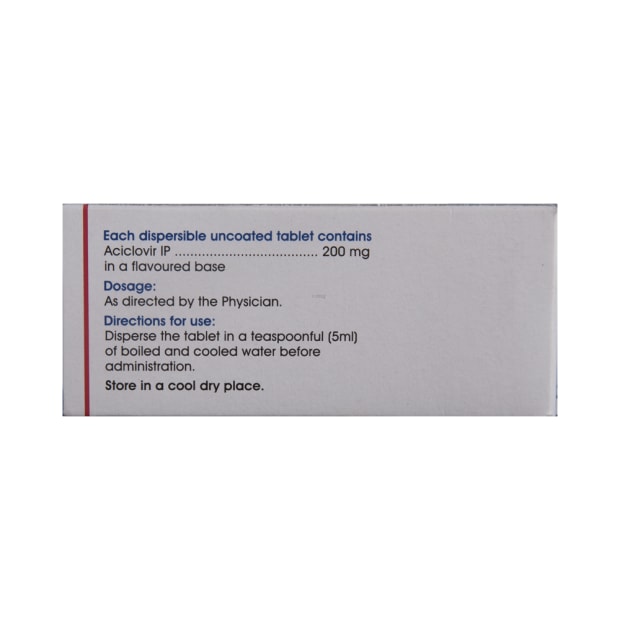 Each dispersible uncoated tablet contains
Aciclovir IP ....................................... 200 mg
in a flavoured base
Dosage:
As directed by the Physician.
Directions for use:
Disperse the tablet in a teaspoonful (5ml)
of boiled and cooled water before
administration.
Store in a cool dry place.